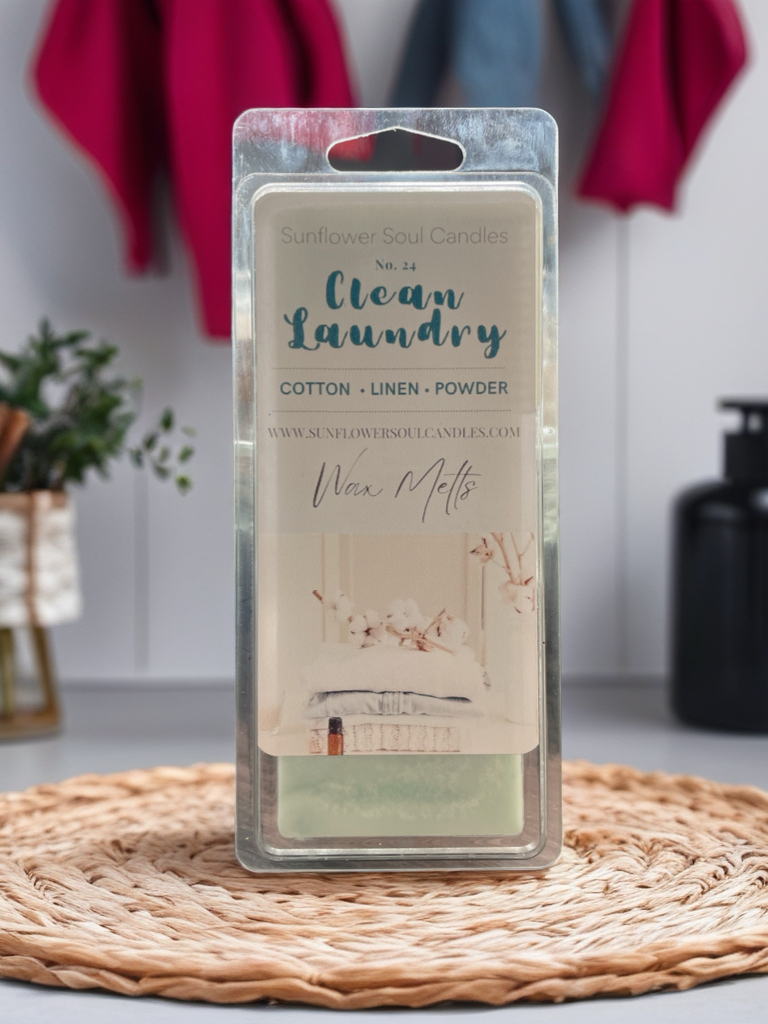 Sunflower Soul Candles
No. 24
Clean
Laundry
COTTON • LINEN • POWDER
WWW.SUNFLOWERSOULCANDLES.COM
Wax Melts